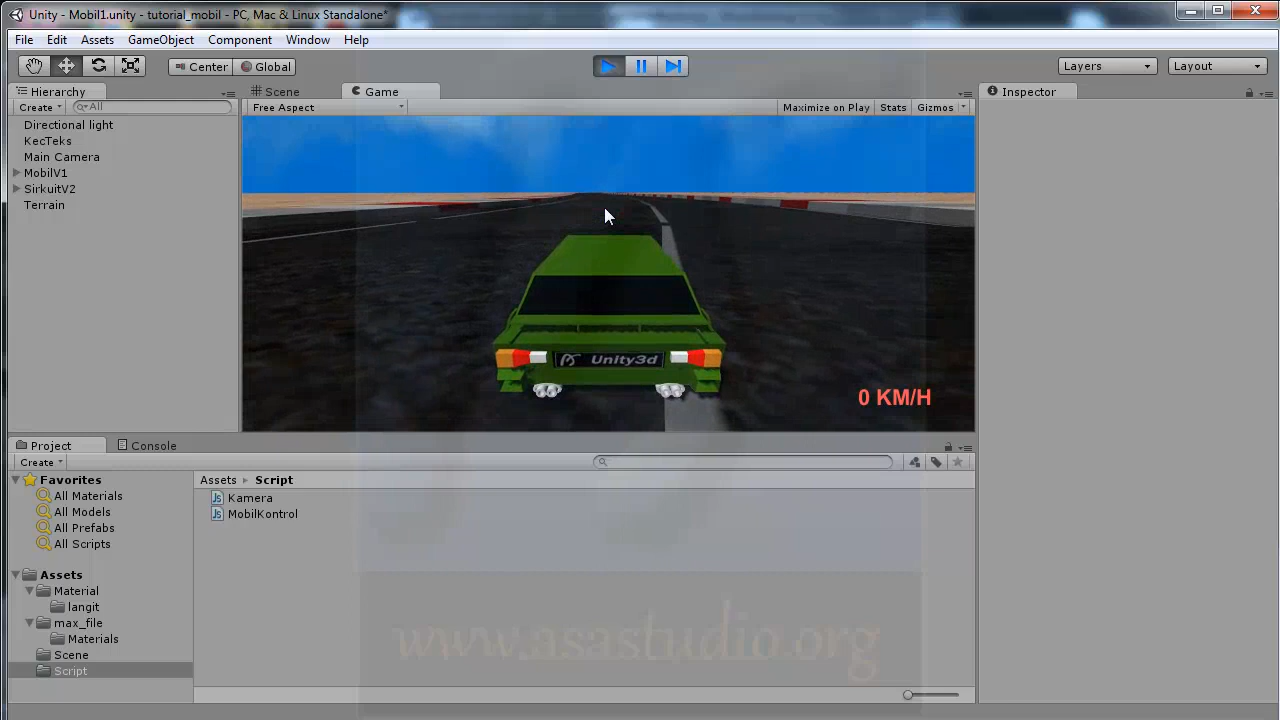 Unity - Mobil1.unity - tutorial_mobil - PC, Mac & Linux Standalone*
File Edit Assets GameObject Component Window Help
Center Global Layers Layout
Hierarchy Scene Game Inspector
Create All Free Aspect Maximize on Play Stats Gizmos
Directional light
KecTeks
Main Camera
MobilV1
SirkuitV2
Terrain
Unity3d
0 KM/H
Project Console
Create
Favorites
All Materials
All Models
All Prefabs
All Scripts
Assets
Material
langit
max_file
Materials
Scene
Script
Assets Script
Kamera
MobilKontrol
www.asastudio.org